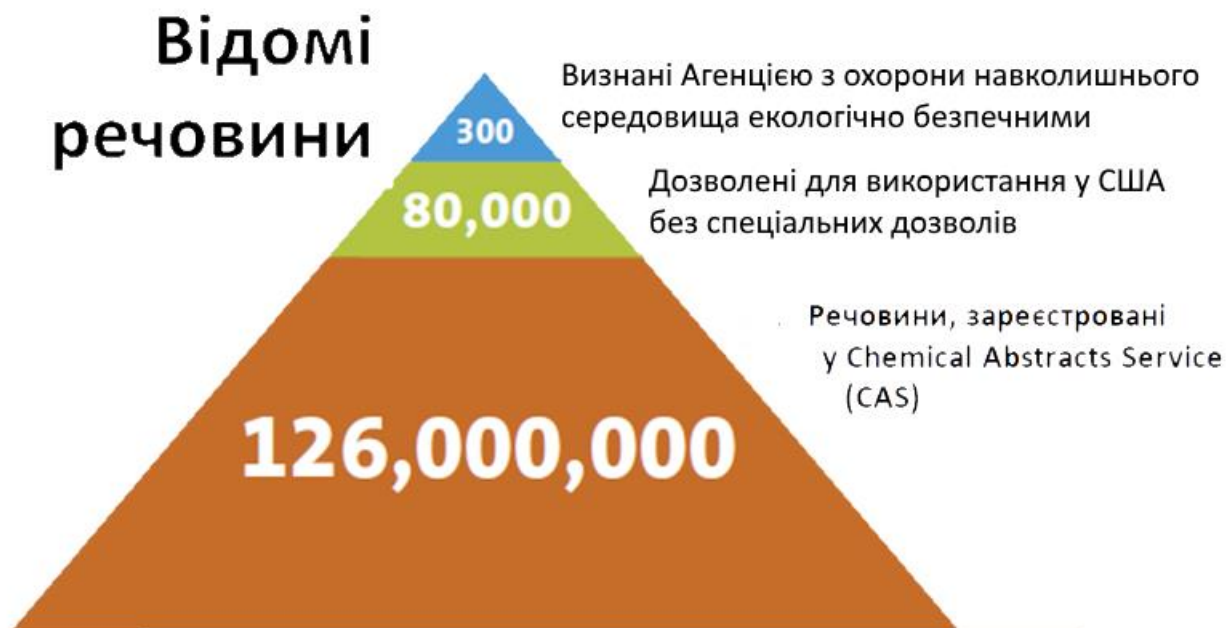 Відомі
речовини
Визнані Агенцією з охорони навколишнього
середовища екологічно безпечними
300
Дозволені для використання у США
без спеціальних дозволів
80,000
Речовини, зареєстровані
у Chemical Abstracts Service
(CAS)
126,000,000